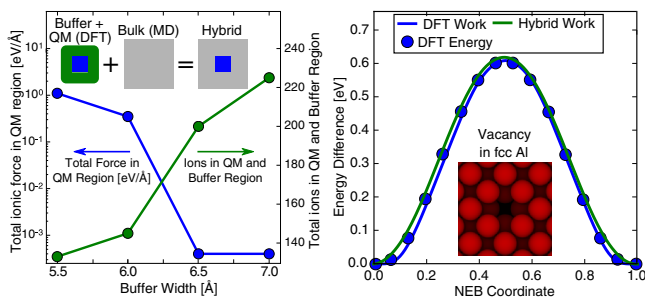 Buffer +
QM (DFT)
Bulk (MD)
Hybrid
+
=
Total Force in
QM Region [eV/Å]
Ions in QM and
Buffer Region
Total ionic force in QM region [eV/Å]
10¹
10⁰
10⁻¹
10⁻²
10⁻³
Total ions in QM and Buffer Region
220
200
180
160
140
5.5
6.0
6.5
7.0
Buffer Width [Å]
DFT Work
Hybrid Work
DFT Energy
Vacancy
in fcc Al
Energy Difference [eV]
0.7
0.6
0.5
0.4
0.3
0.2
0.1
0.0
0.0
0.2
0.4
0.6
0.8
1.0
NEB Coordinate